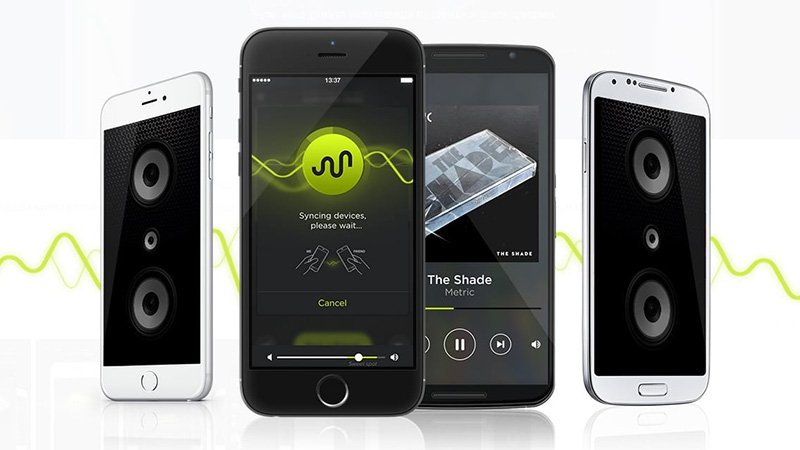 13:37
Syncing devices,
please wait...
ME
FRIEND
Cancel
Sweet spot
THE
SHADE
THE SHADE
The Shade
Metric